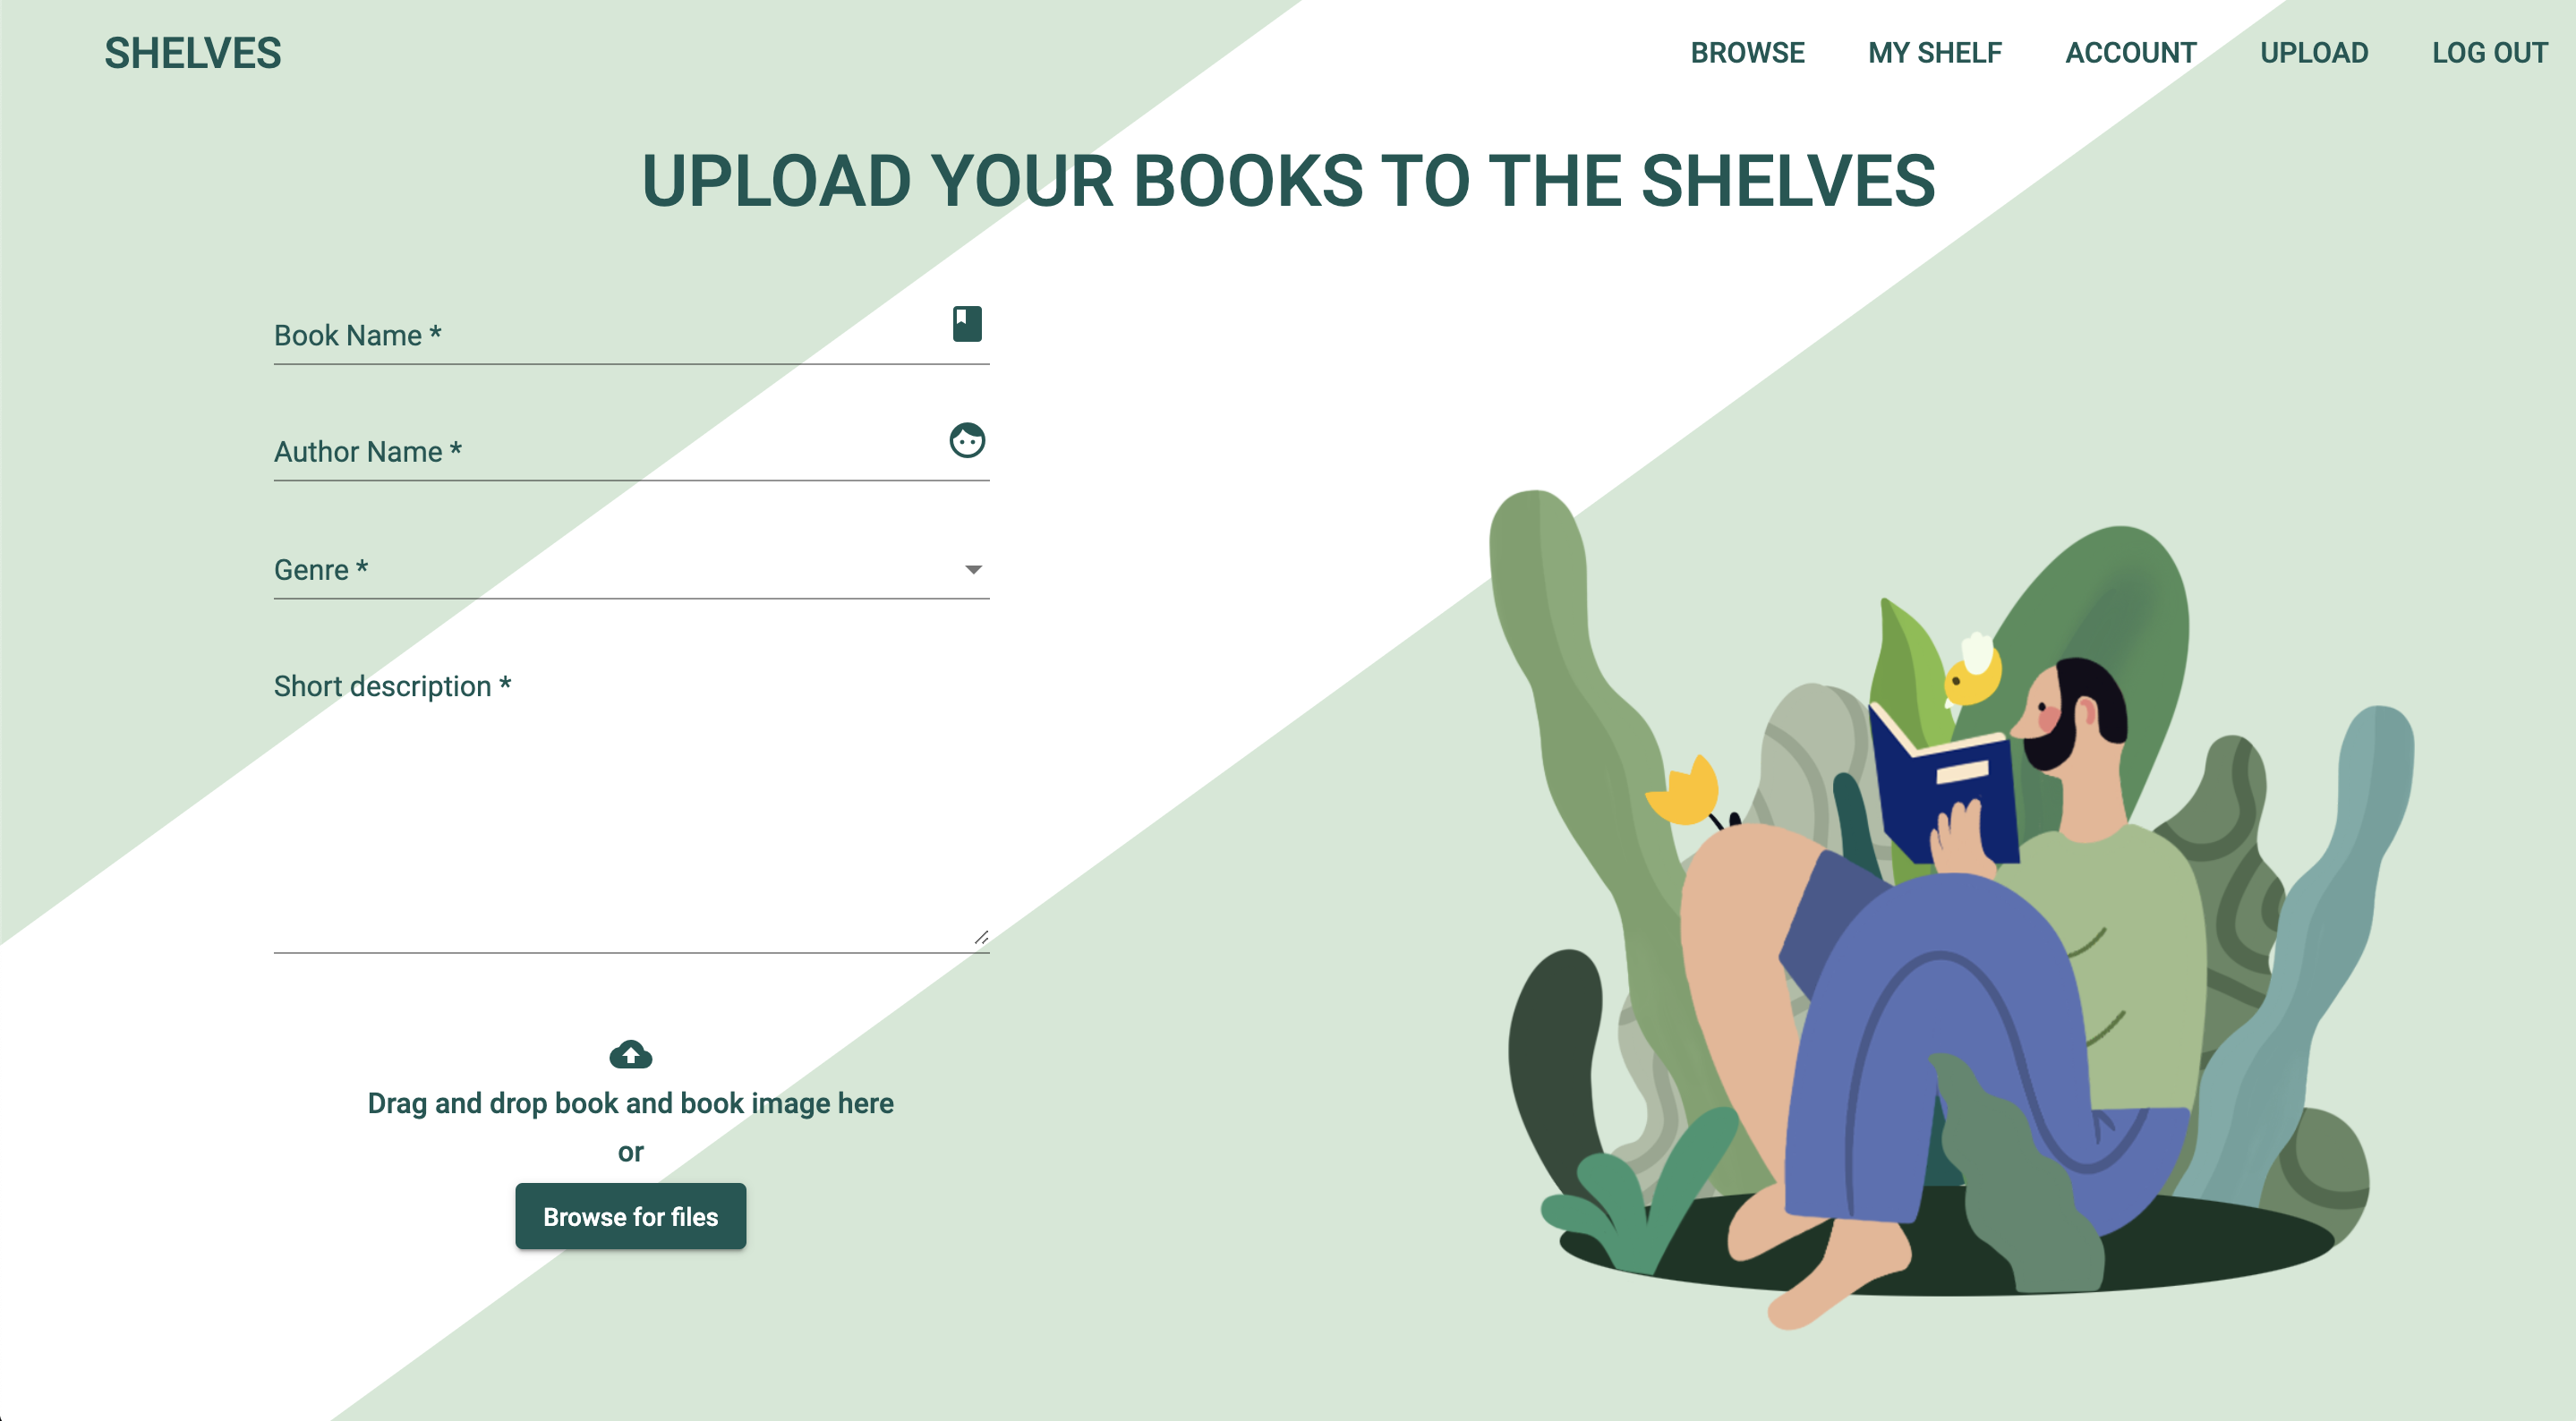 SHELVES
BROWSE MY SHELF ACCOUNT UPLOAD LOG OUT
UPLOAD YOUR BOOKS TO THE SHELVES
Book Name *
Author Name *
Genre *
Short description *
Drag and drop book and book image here
or
Browse for files